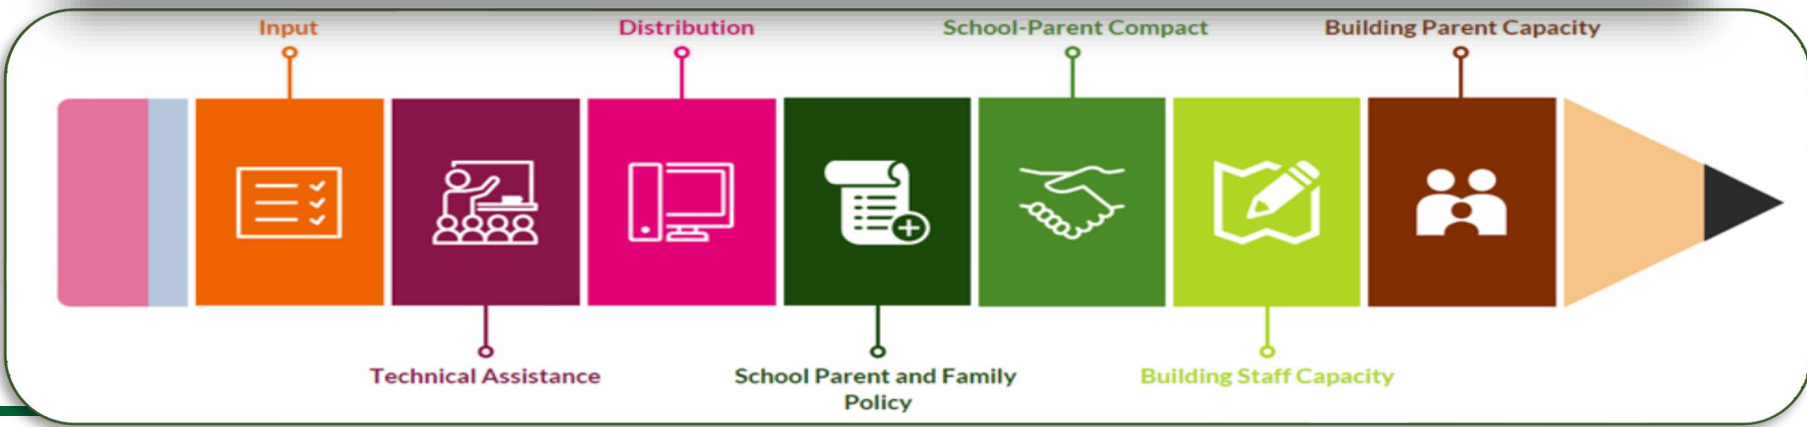 Input
Distribution
School-Parent Compact
Building Parent Capacity
Technical Assistance
School Parent and Family
Policy
Building Staff Capacity